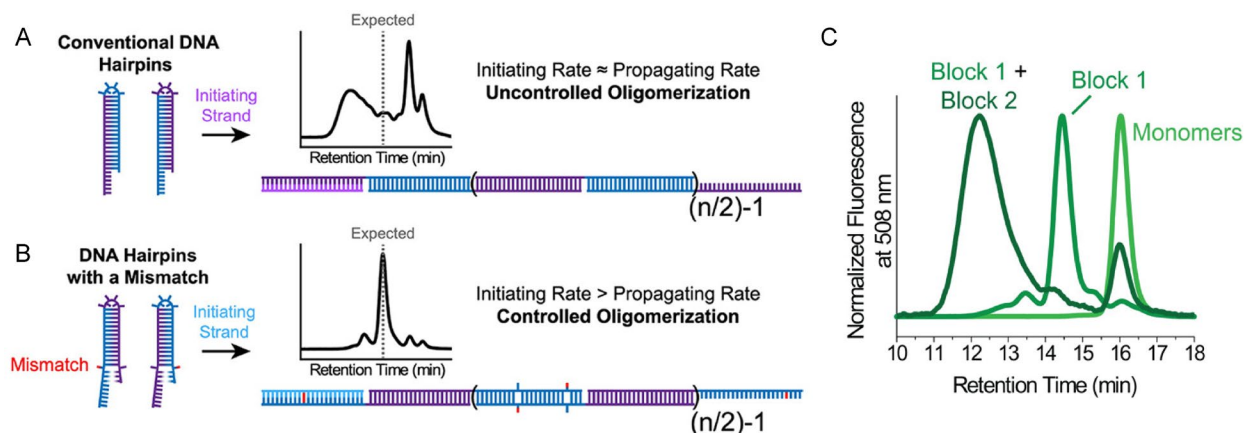 A
Conventional DNA
Hairpins
Initiating
Strand
Expected
Retention Time (min)
Initiating Rate ≈ Propagating Rate
Uncontrolled Oligomerization
(n/2)-1
B
DNA Hairpins
with a Mismatch
Initiating
Strand
Mismatch
Expected
Retention Time (min)
Initiating Rate > Propagating Rate
Controlled Oligomerization
(n/2)-1
C
Block 1 +
Block 2
Block 1
Monomers
Normalized Fluorescence
at 508 nm
10 11 12 13 14 15 16 17 18
Retention Time (min)